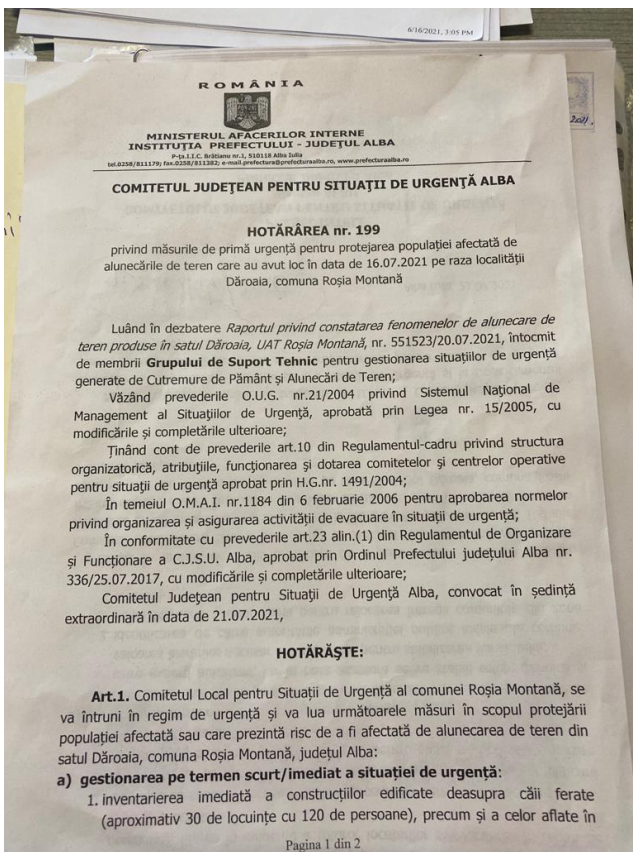 6/16/2021, 3:05 PM
2021.
ROMÂNIA
MINISTERUL AFACERILOR INTERNE
INSTITUȚIA PREFECTULUI - JUDEȚUL ALBA
P-ța.I.I.C. Brătianu nr.1, 510118 Alba Iulia
tel.0258/811179; fax.0258/811382; e-mail.prefectura@prefecturaalba.ro, www.prefecturaalba.ro
COMITETUL JUDEȚEAN PENTRU SITUAȚII DE URGENȚĂ ALBA
HOTĂRÂREA nr. 199
privind măsurile de primă urgență pentru protejarea populației afectată de
alunecările de teren care au avut loc în data de 16.07.2021 pe raza localității
Dăroaia, comuna Roșia Montană
Luând în dezbatere Raportul privind constatarea fenomenelor de alunecare de
teren produse în satul Dăroaia, UAT Roșia Montană, nr. 551523/20.07.2021, întocmit
de membrii Grupului de Suport Tehnic pentru gestionarea situațiilor de urgență
generate de Cutremure de Pământ și Alunecări de Teren;
Văzând prevederile O.U.G. nr.21/2004 privind Sistemul Național de
Management al Situațiilor de Urgență, aprobată prin Legea nr. 15/2005, cu
modificările și completările ulterioare;
Ținând cont de prevederile art.10 din Regulamentul-cadru privind structura
organizatorică, atribuțiile, funcționarea și dotarea comitetelor și centrelor operative
pentru situații de urgență aprobat prin H.G.nr. 1491/2004;
În temeiul O.M.A.I. nr.1184 din 6 februarie 2006 pentru aprobarea normelor
privind organizarea și asigurarea activității de evacuare în situații de urgență;
În conformitate cu prevederile art.23 alin.(1) din Regulamentul de Organizare
și Funcționare a C.J.S.U. Alba, aprobat prin Ordinul Prefectului județului Alba nr.
336/25.07.2017, cu modificările și completările ulterioare;
Comitetul Județean pentru Situații de Urgență Alba, convocat în ședință
extraordinară în data de 21.07.2021,
HOTĂRĂŞTE:
Art.1. Comitetul Local pentru Situații de Urgență al comunei Roșia Montană, se
va întruni în regim de urgență și va lua următoarele măsuri în scopul protejării
populației afectată sau care prezintă risc de a fi afectată de alunecarea de teren din
satul Dăroaia, comuna Roșia Montană, județul Alba:
a) gestionarea pe termen scurt/imediat a situației de urgență:
1. inventarierea imediată a construcțiilor edificate deasupra căii ferate
(aproximativ 30 de locuințe cu 120 de persoane), precum și a celor aflate în
Pagina 1 din 2